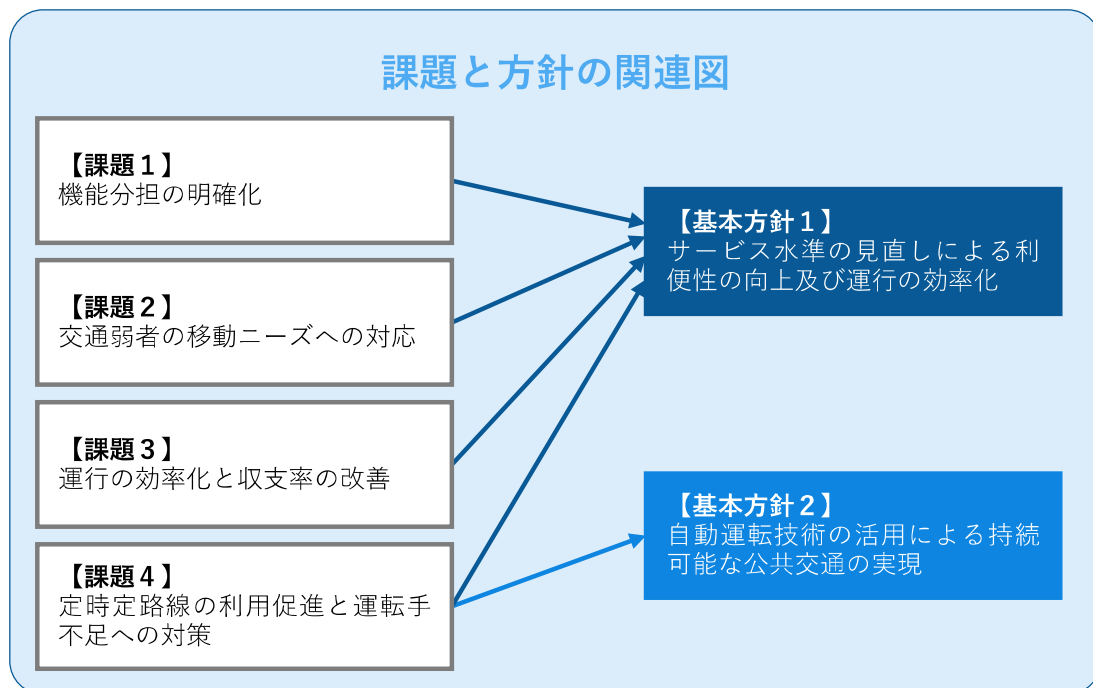 課題と方針の関連図
【課題１】
機能分担の明確化
【課題２】
交通弱者の移動ニーズへの対応
【課題３】
運行の効率化と収支率の改善
【課題４】
定時定路線の利用促進と運転手
不足への対策
【基本方針１】
サービス水準の見直しによる利
便性の向上及び運行の効率化
【基本方針２】
自動運転技術の活用による持続
可能な公共交通の実現